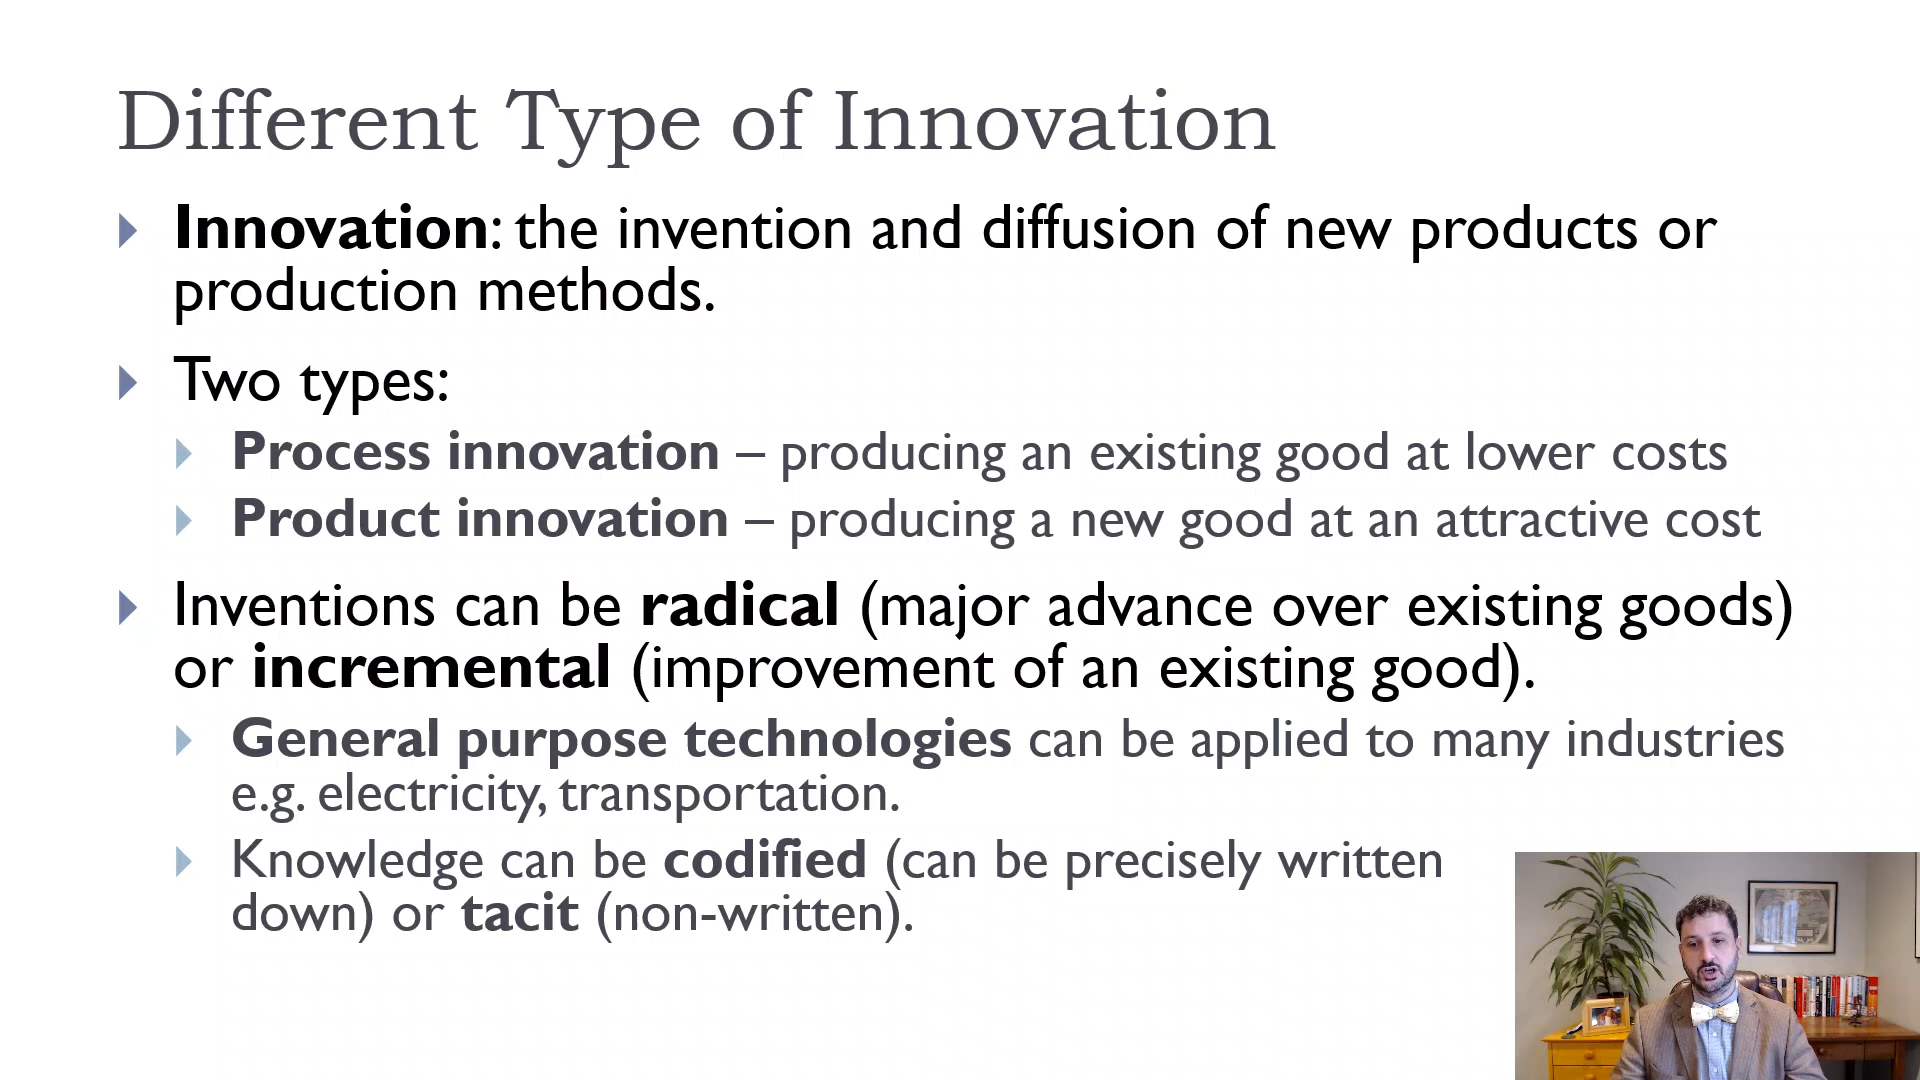 Different Type of Innovation
Innovation: the invention and diffusion of new products or
production methods.
Two types:
Process innovation – producing an existing good at lower costs
Product innovation – producing a new good at an attractive cost
Inventions can be radical (major advance over existing goods)
or incremental (improvement of an existing good).
General purpose technologies can be applied to many industries
e.g. electricity, transportation.
Knowledge can be codified (can be precisely written
down) or tacit (non-written).